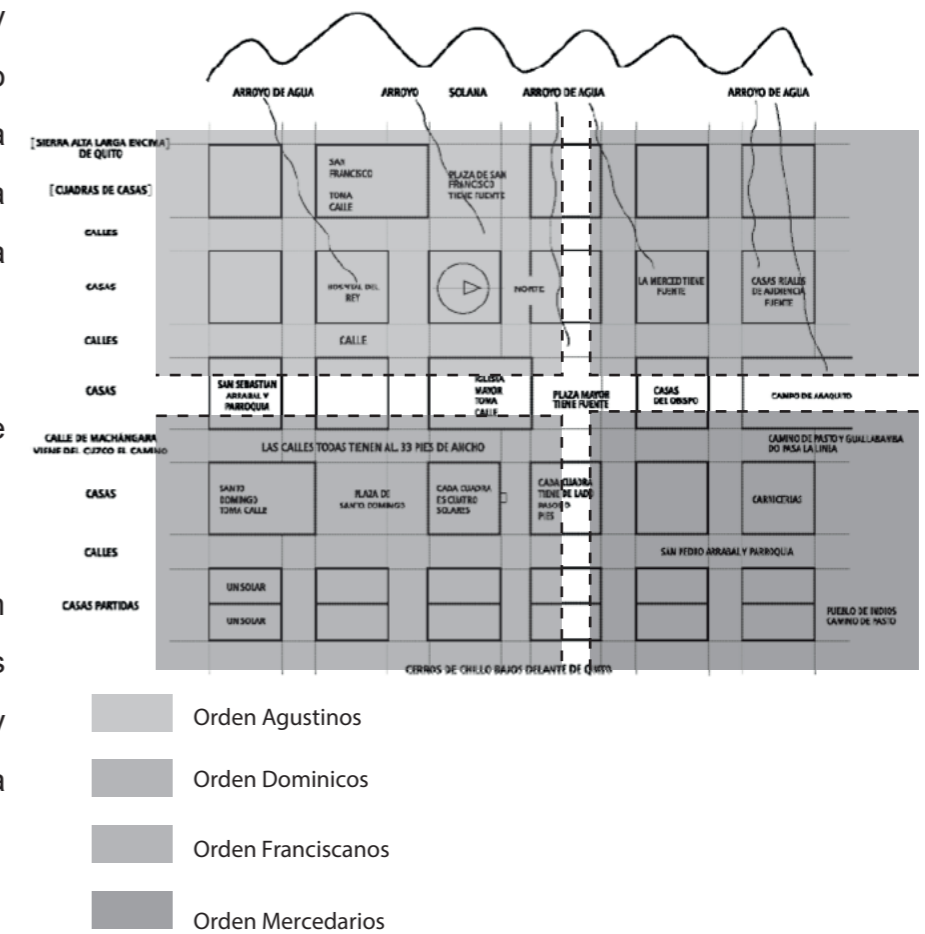 y
o
a
a
a
e
n
s
y
a
ARROYO DE AGUA
ARROYO
SOLANA
ARROYO DE AGUA
ARROYO DE AGUA
[SIERRA ALTA LARGA ENCIMA]
DE QUITO
[CUADRAS DE CASAS]
SAN
FRANCISCO
TOMA
CALLE
PLAZA DE SAN
FRANCISCO
TIENE FUENTE
CALLES
CASAS
HOSPITAL DEL
REY
NORTE
LA MERCED TIENE
FUENTE
CASAS REALES
DE AUDIENCIA
FUENTE
CALLES
CALLE
CASAS
SAN SEBASTIAN
ARRABAL Y
PARROQUIA
IGLESIA
MAYOR
TOMA
CALLE
PLAZA MAYOR
TIENE FUENTE
CASAS
DEL OBISPO
CAMPO DE AÑAQUITO
CALLE DE MACHÁNGARA
VIENE DEL CUZCO EL CAMINO
LAS CALLES TODAS TIENEN AL. 33 PIES DE ANCHO
CAMINO DE PASTO Y GUALLABAMBA
DO PASA LA LINEA
CASAS
SANTO
DOMINGO
TOMA CALLE
PLAZA DE
SANTO DOMINGO
CADA CUADRA
ES CUATRO
SOLARES
CADA CUADRA
TIENE DE LADO
PIES
CARNICERIAS
CALLES
SAN PEDRO ARRABAL Y PARROQUIA
CASAS PARTIDAS
UN SOLAR
UN SOLAR
PUEBLO DE INDIOS
CAMINO DE PASTO
CERROS DE CHILLO BAJOS DELANTE DE QUITO
Orden Agustinos
Orden Dominicos
Orden Franciscanos
Orden Mercedarios